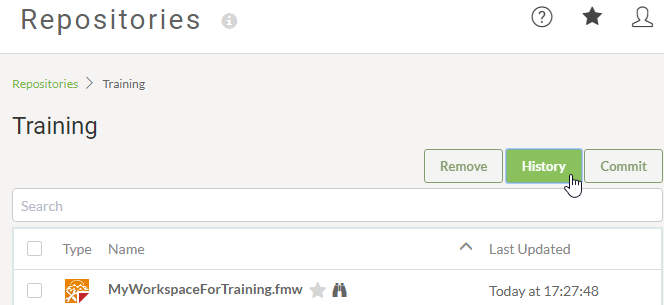 Repositories
Repositories > Training
Training
Remove History Commit
Search
Type Name Last Updated
MyWorkspaceForTraining.fmw Today at 17:27:48